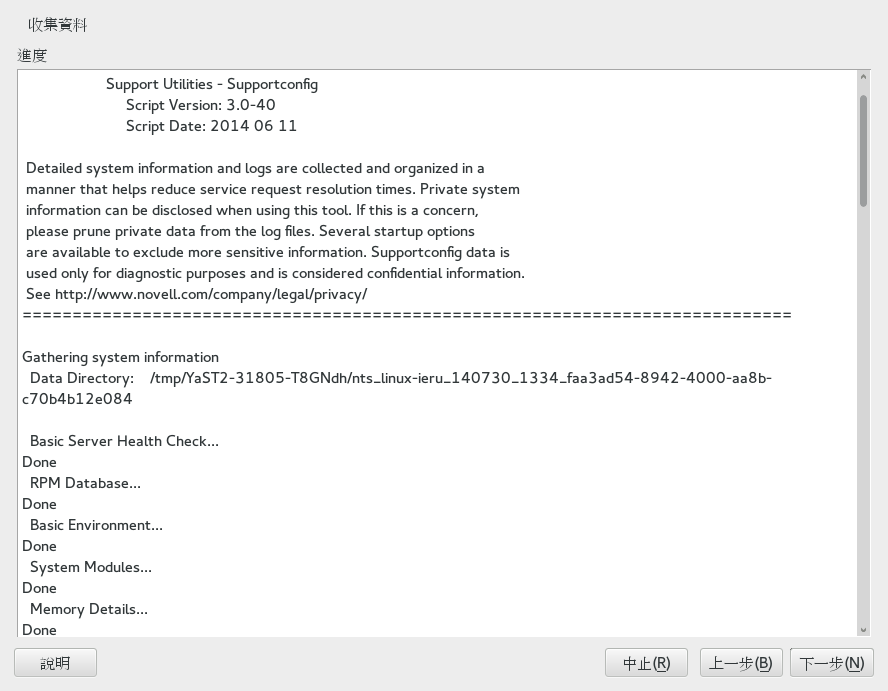 收集資料
進度
Support Utilities - Supportconfig
Script Version: 3.0-40
Script Date: 2014 06 11
Detailed system information and logs are collected and organized in a
manner that helps reduce service request resolution times. Private system
information can be disclosed when using this tool. If this is a concern,
please prune private data from the log files. Several startup options
are available to exclude more sensitive information. Supportconfig data is
used only for diagnostic purposes and is considered confidential information.
See http://www.novell.com/company/legal/privacy/
=============================================================================
Gathering system information
Data Directory:    /tmp/YaST2-31805-T8GNdh/nts_linux-ieru_140730_1334_faa3ad54-8942-4000-aa8b-
c70b4b12e084
Basic Server Health Check...
Done
RPM Database...
Done
Basic Environment...
Done
System Modules...
Done
Memory Details...
Done
說明 中止(R) 上一步(B) 下一步(N)